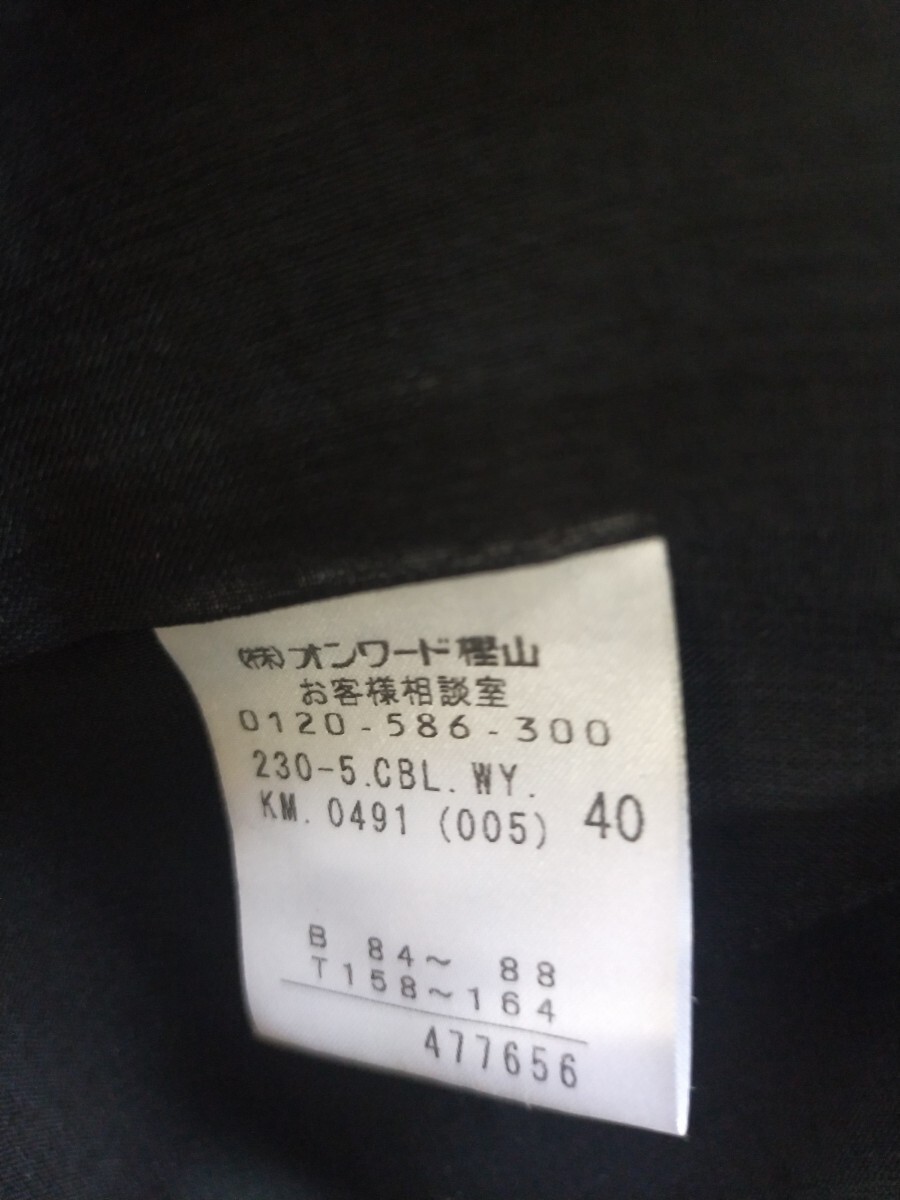 (株)オンワード樫山
お客様相談室
0120-586-300
230-5.CBL.WY.
KM.0491 (005) 40
B 84～ 88
T158～164
477656